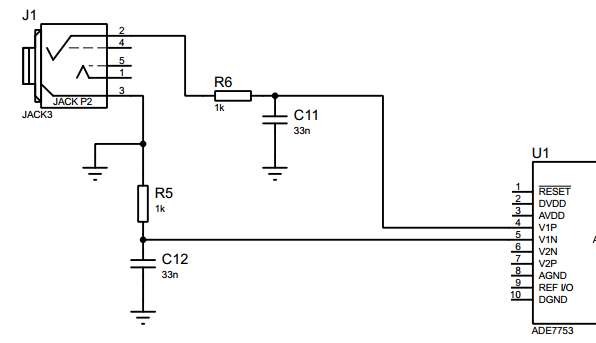 J1
2
4
5
1
3
JACK P2
JACK3
R6
1k
C11
33n
R5
1k
C12
33n
U1
1 RESET
2 DVDD
3 AVDD
4 V1P
5 V1N
6 V2N
7 V2P
8 AGND
9 REF I/O
10 DGND
A
ADE7753